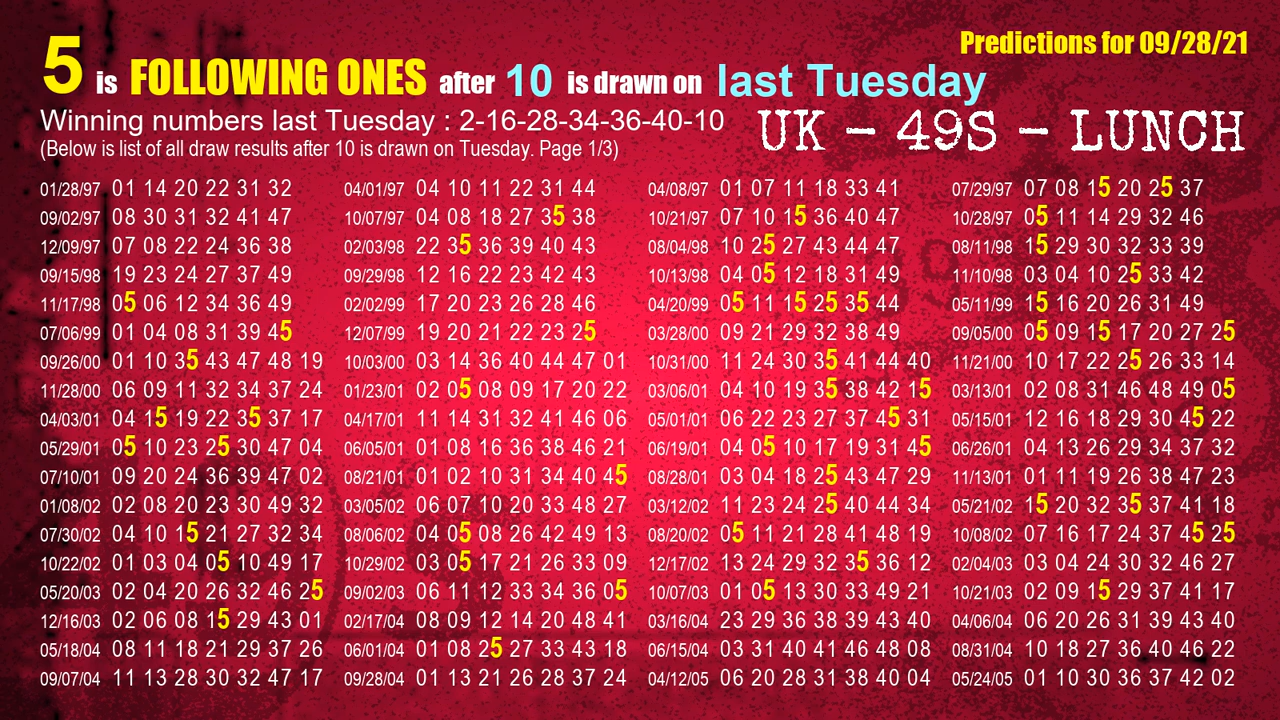 Predictions for 09/28/21
5 is FOLLOWING ONES after 10 is drawn on last Tuesday
Winning numbers last Tuesday : 2-16-28-34-36-40-10
UK - 49S - LUNCH
(Below is list of all draw results after 10 is drawn on Tuesday. Page 1/3)
01/28/97 01 14 20 22 31 32 04/01/97 04 10 11 22 31 44 04/08/97 01 07 11 18 33 41 07/29/97 07 08 15 20 25 37
09/02/97 08 30 31 32 41 47 10/07/97 04 08 18 27 35 38 10/21/97 07 10 15 36 40 47 10/28/97 05 11 14 29 32 46
12/09/97 07 08 22 24 36 38 02/03/98 22 35 36 39 40 43 08/04/98 10 25 27 43 44 47 08/11/98 15 29 30 32 33 39
09/15/98 19 23 24 27 37 49 09/29/98 12 16 22 23 42 43 10/13/98 04 05 12 18 31 49 11/10/98 03 04 10 25 33 42
11/17/98 05 06 12 34 36 49 02/02/99 17 20 23 26 28 46 04/20/99 05 11 15 25 35 44 05/11/99 15 16 20 26 31 49
07/06/99 01 04 08 31 39 45 12/07/99 19 20 21 22 23 25 03/28/00 09 21 29 32 38 49 09/05/00 05 09 15 17 20 27 25
09/26/00 01 10 35 43 47 48 19 10/03/00 03 14 36 40 44 47 01 10/31/00 11 24 30 35 41 44 40 11/21/00 10 17 22 25 26 33 14
11/28/00 06 09 11 32 34 37 24 01/23/01 02 05 08 09 17 20 22 03/06/01 04 10 19 35 38 42 15 03/13/01 02 08 31 46 48 49 05
04/03/01 04 15 19 22 35 37 17 04/17/01 11 14 31 32 41 46 06 05/01/01 06 22 23 27 37 45 31 05/15/01 12 16 18 29 30 45 22
05/29/01 05 10 23 25 30 47 04 06/05/01 01 08 16 36 38 46 21 06/19/01 04 05 10 17 19 31 45 06/26/01 04 13 26 29 34 37 32
07/10/01 09 20 24 36 39 47 02 08/21/01 01 02 10 31 34 40 45 08/28/01 03 04 18 25 43 47 29 11/13/01 01 11 19 26 38 47 23
01/08/02 02 08 20 23 30 49 32 03/05/02 06 07 10 20 33 48 27 03/12/02 11 23 24 25 40 44 34 05/21/02 15 20 32 35 37 41 18
07/30/02 04 10 15 21 27 32 34 08/06/02 04 05 08 26 42 49 13 08/20/02 05 11 21 28 41 48 19 10/08/02 07 16 17 24 37 45 25
10/22/02 01 03 04 05 10 49 17 10/29/02 03 05 17 21 26 33 09 12/17/02 13 24 29 32 35 36 12 02/04/03 03 04 24 30 32 46 27
05/20/03 02 04 20 26 32 46 25 09/02/03 06 11 12 33 34 36 05 10/07/03 01 05 13 30 33 49 21 10/21/03 02 09 15 29 37 41 17
12/16/03 02 06 08 15 29 43 01 02/17/04 08 09 12 14 20 48 41 03/16/04 23 29 36 38 39 43 40 04/06/04 06 20 26 31 39 43 40
05/18/04 08 11 18 21 29 37 26 06/01/04 01 08 25 27 33 43 18 06/15/04 03 31 40 41 46 48 08 08/31/04 10 18 27 36 40 46 22
09/07/04 11 13 28 30 32 47 17 09/28/04 01 13 21 26 28 37 24 04/12/05 06 20 28 31 38 40 04 05/24/05 01 10 30 36 37 42 02